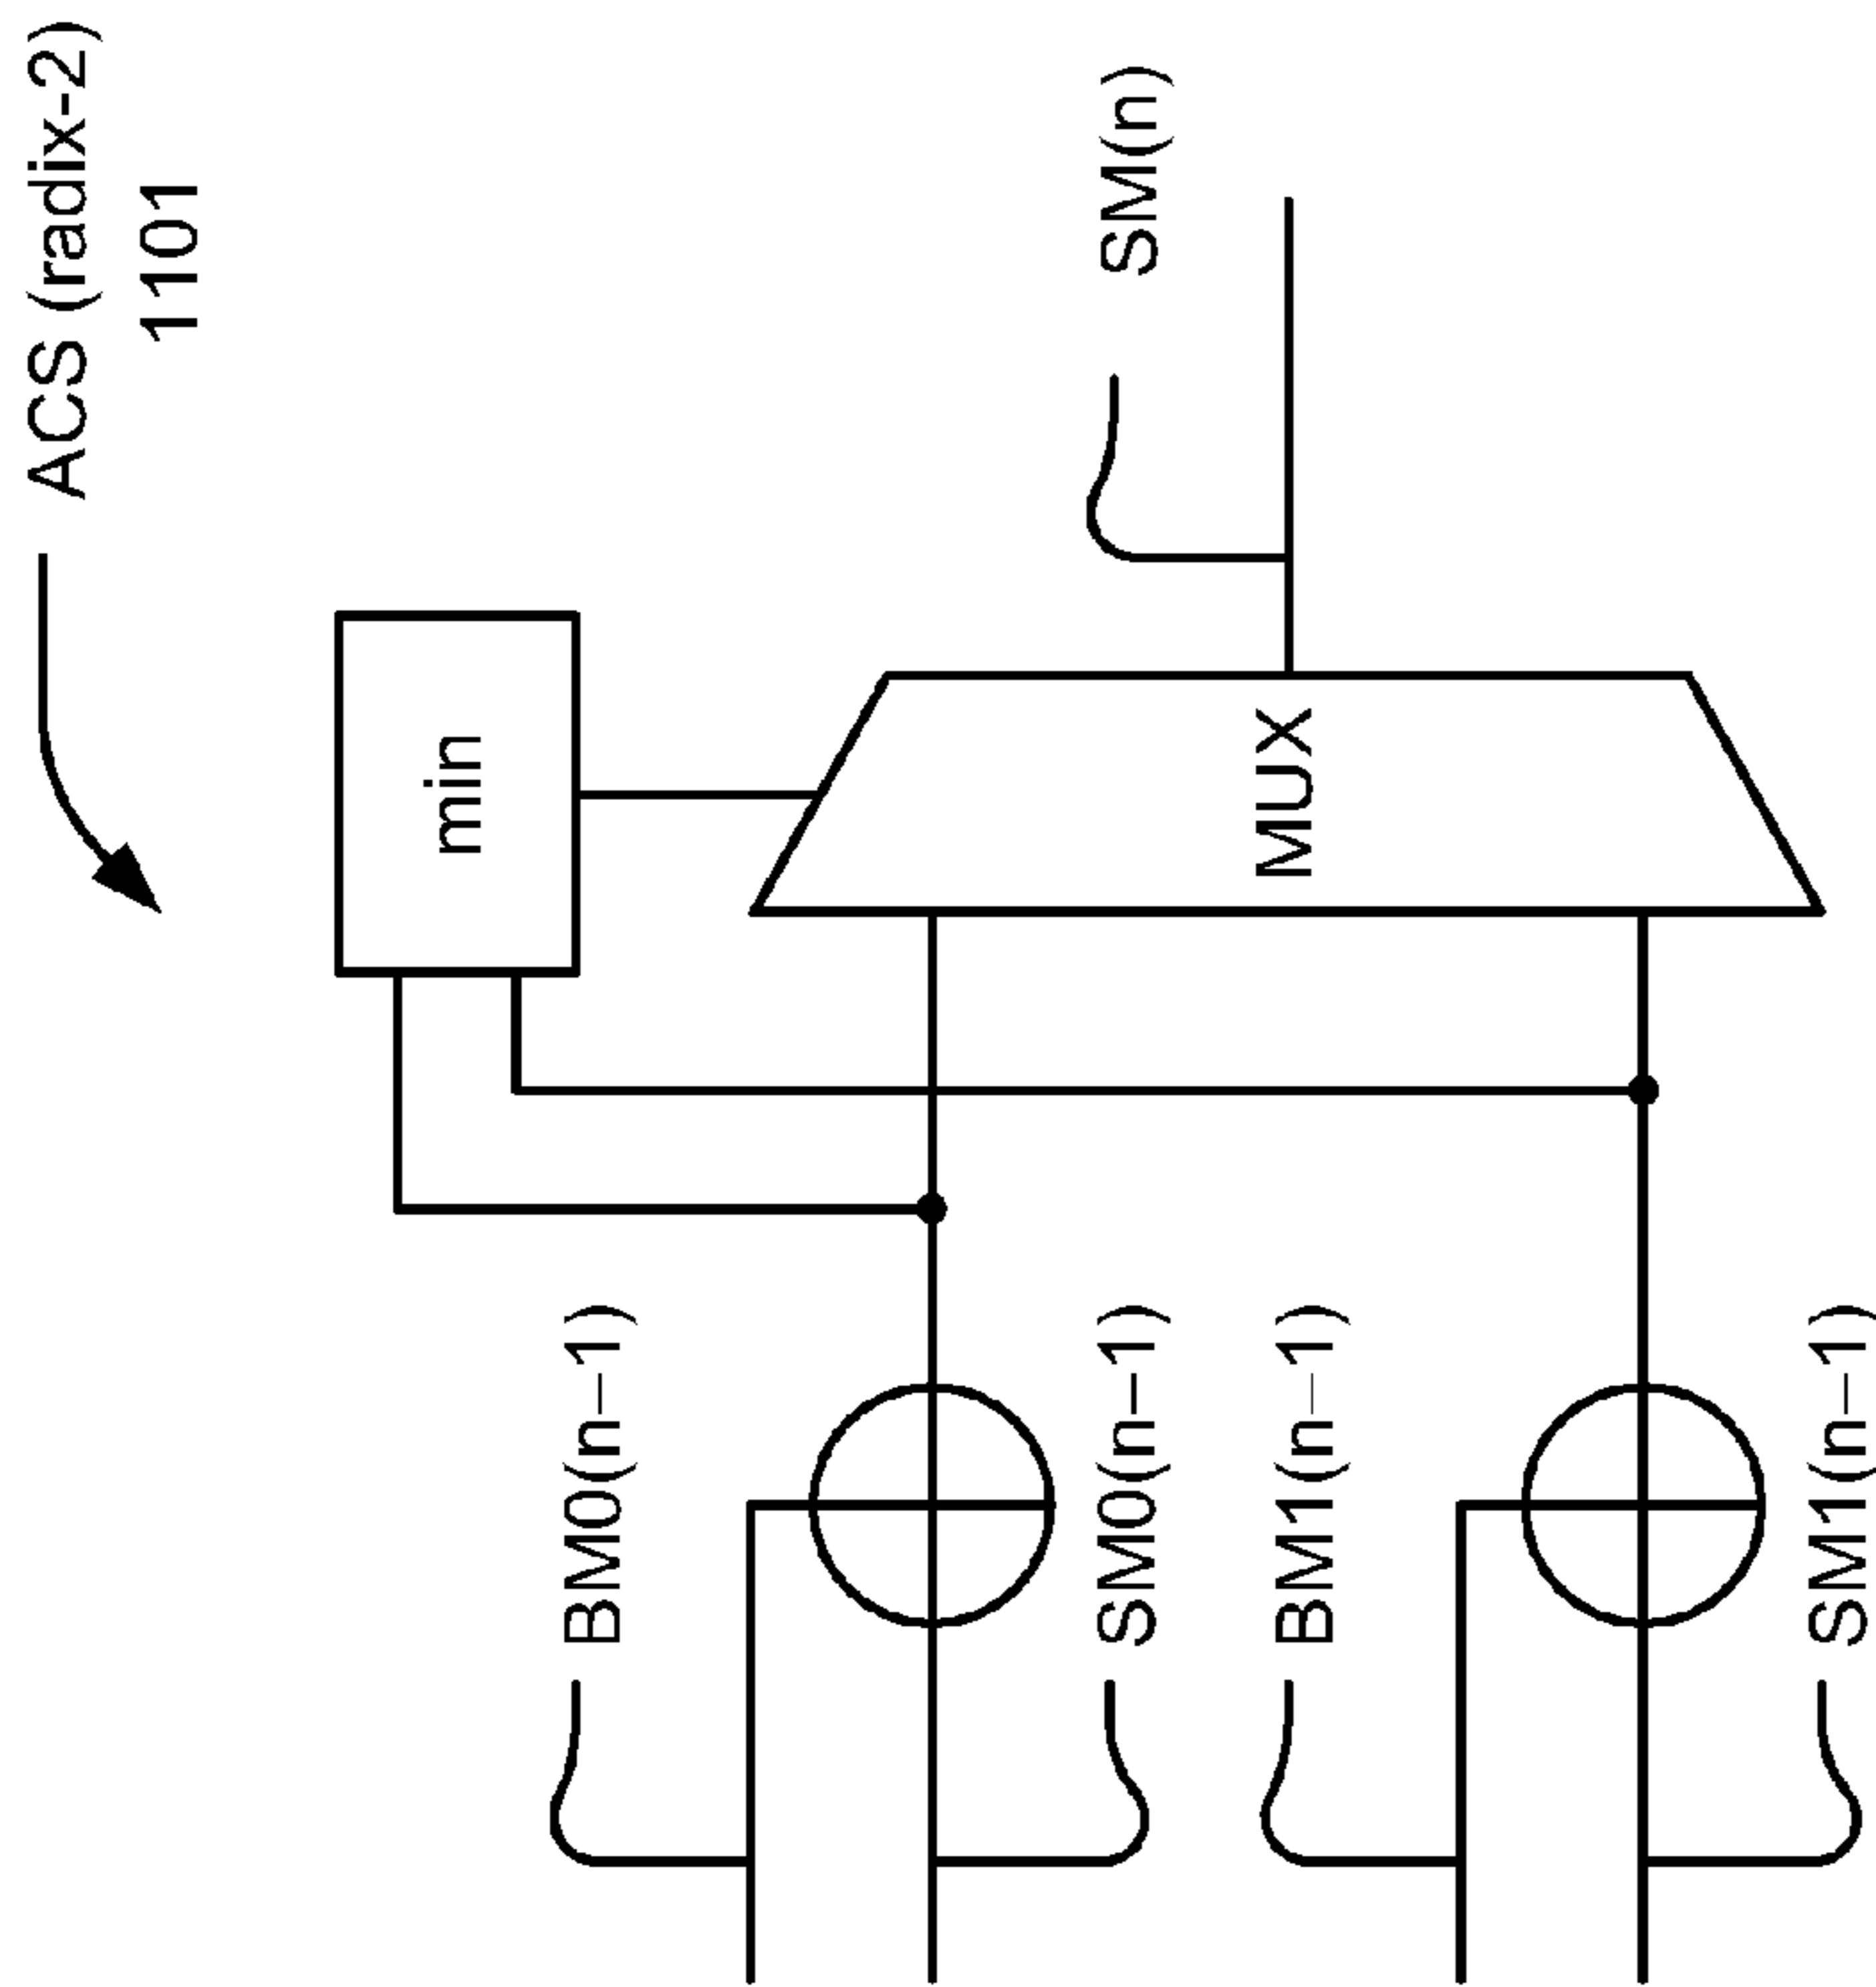 ACS (radix-2)
1101
min
MUX
SM(n)
BM0(n–1)
SM0(n–1)
BM1(n–1)
SM1(n–1)